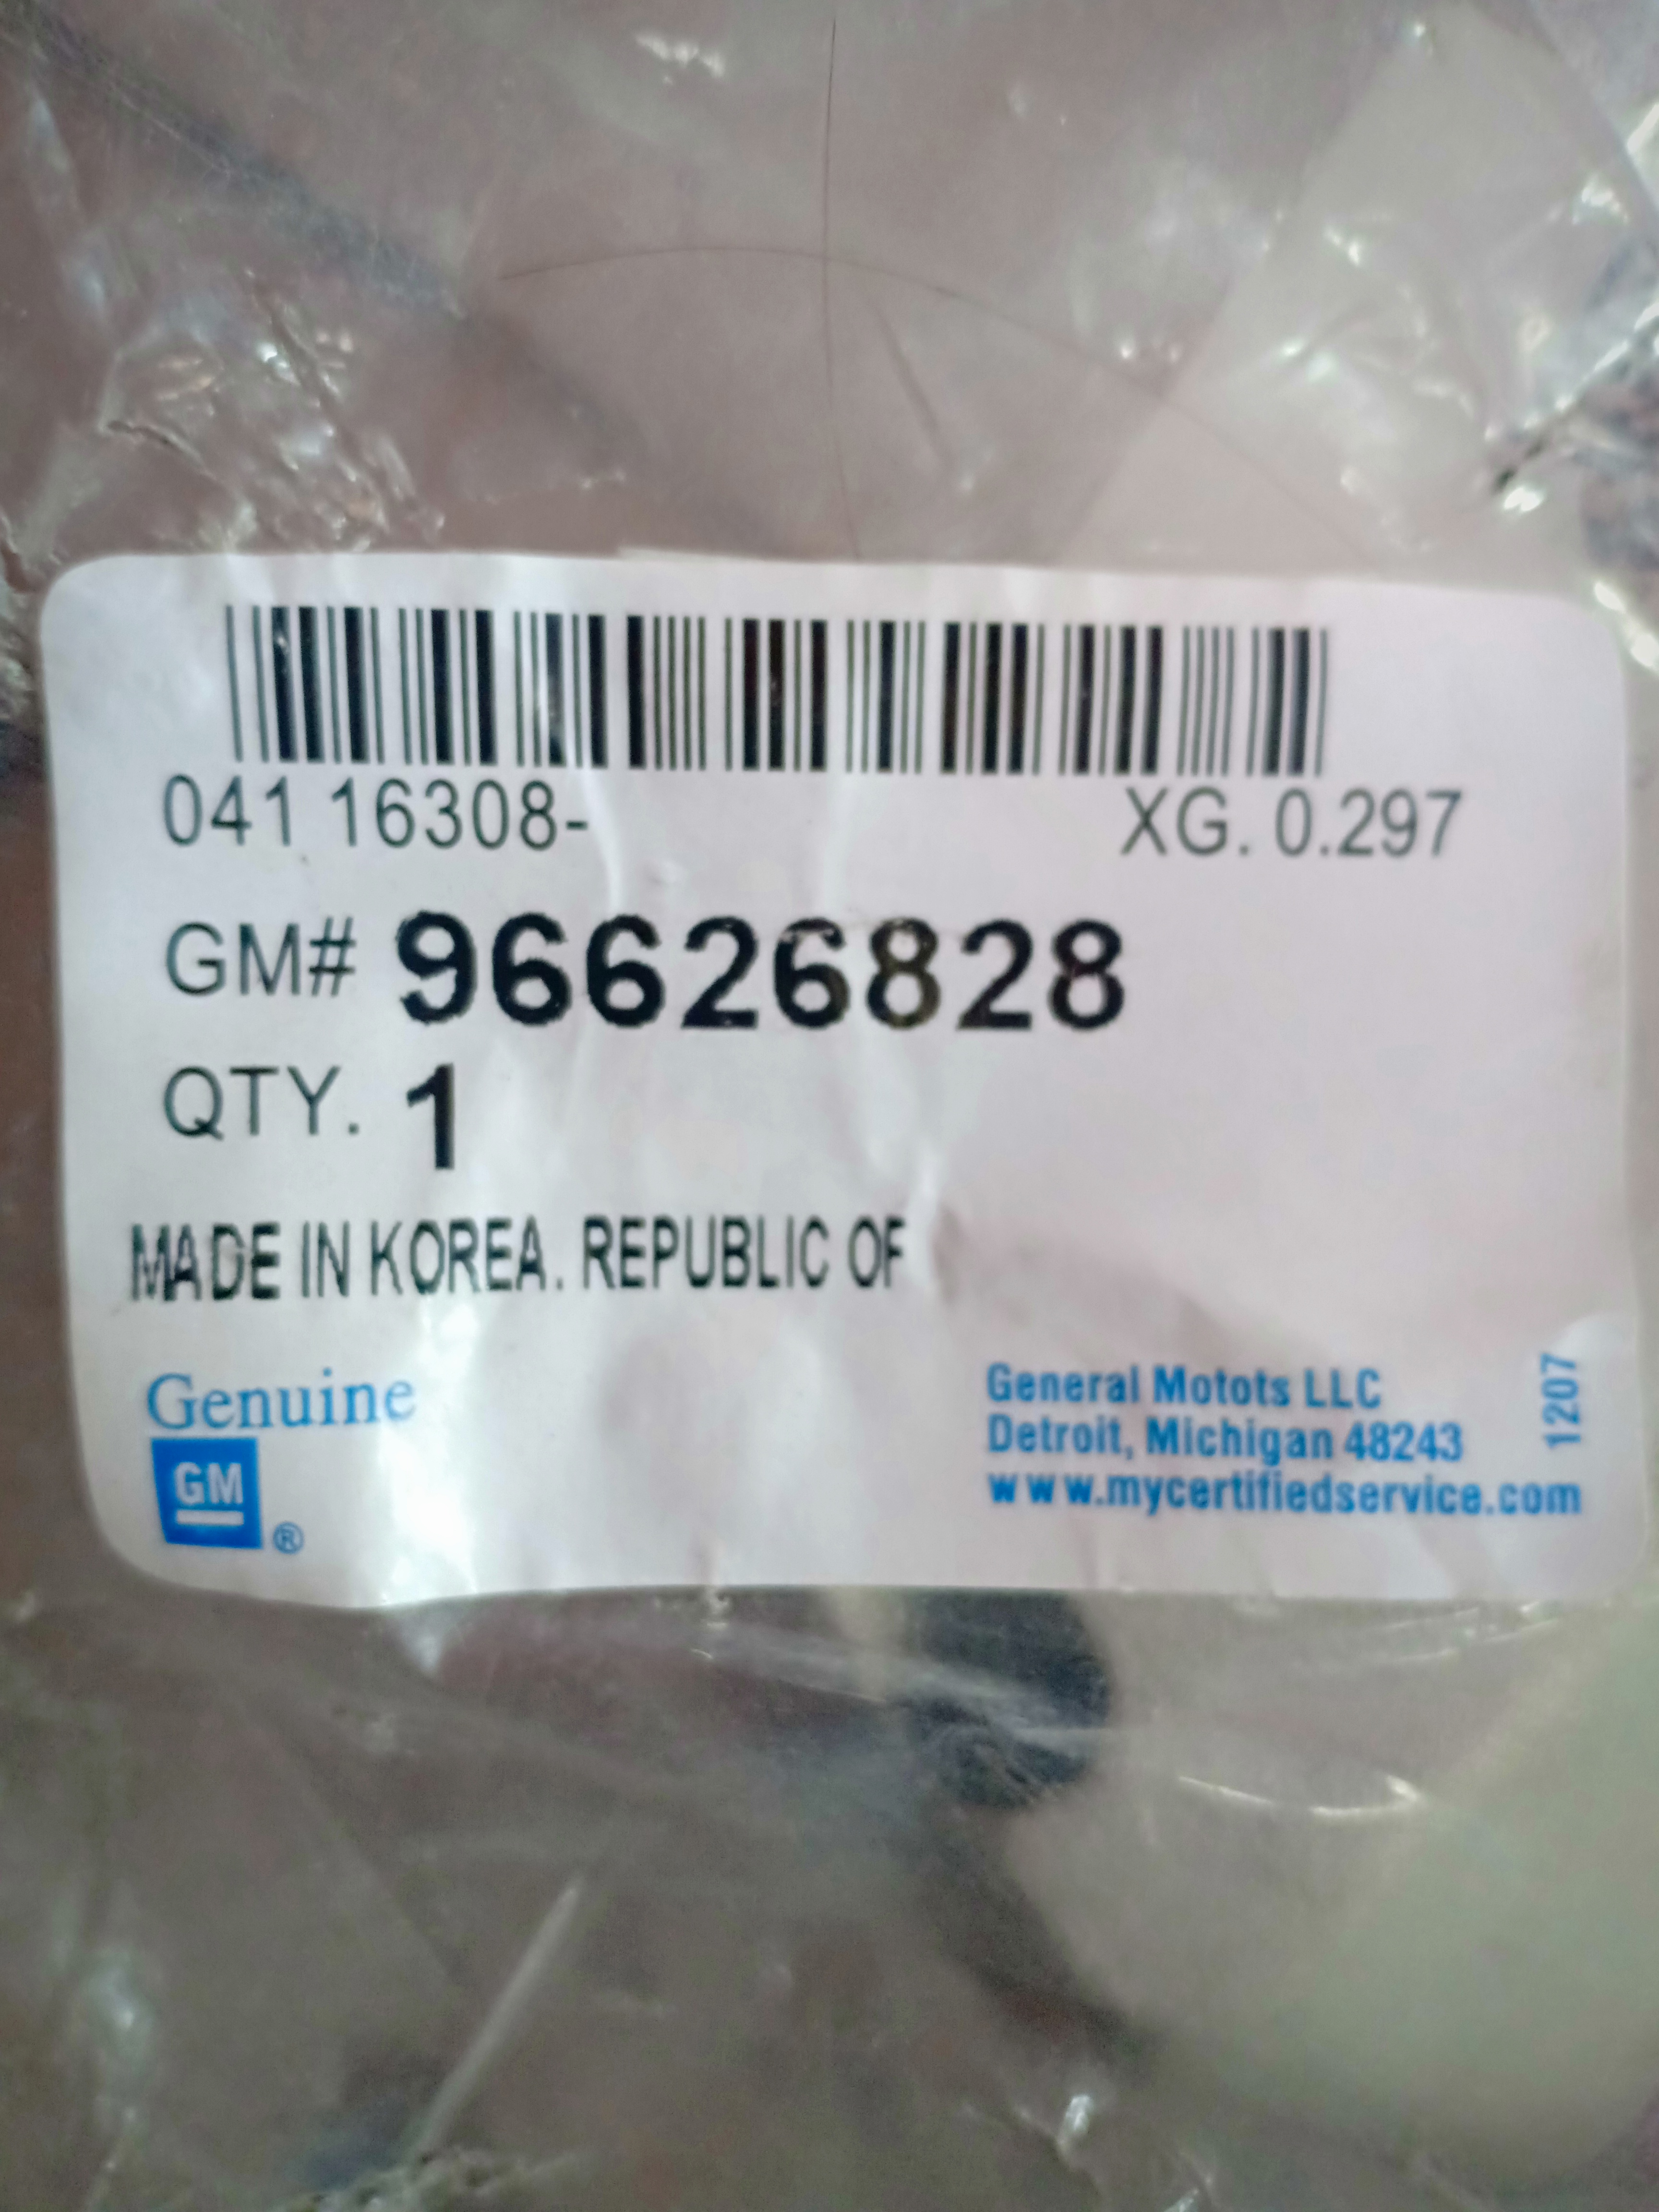 041 16308- XG. 0.297
GM# 96626828
QTY. 1
MADE IN KOREA. REPUBLIC OF
Genuine
GM ®
General Motots LLC
Detroit, Michigan 48243
www.mycertifiedservice.com
1207